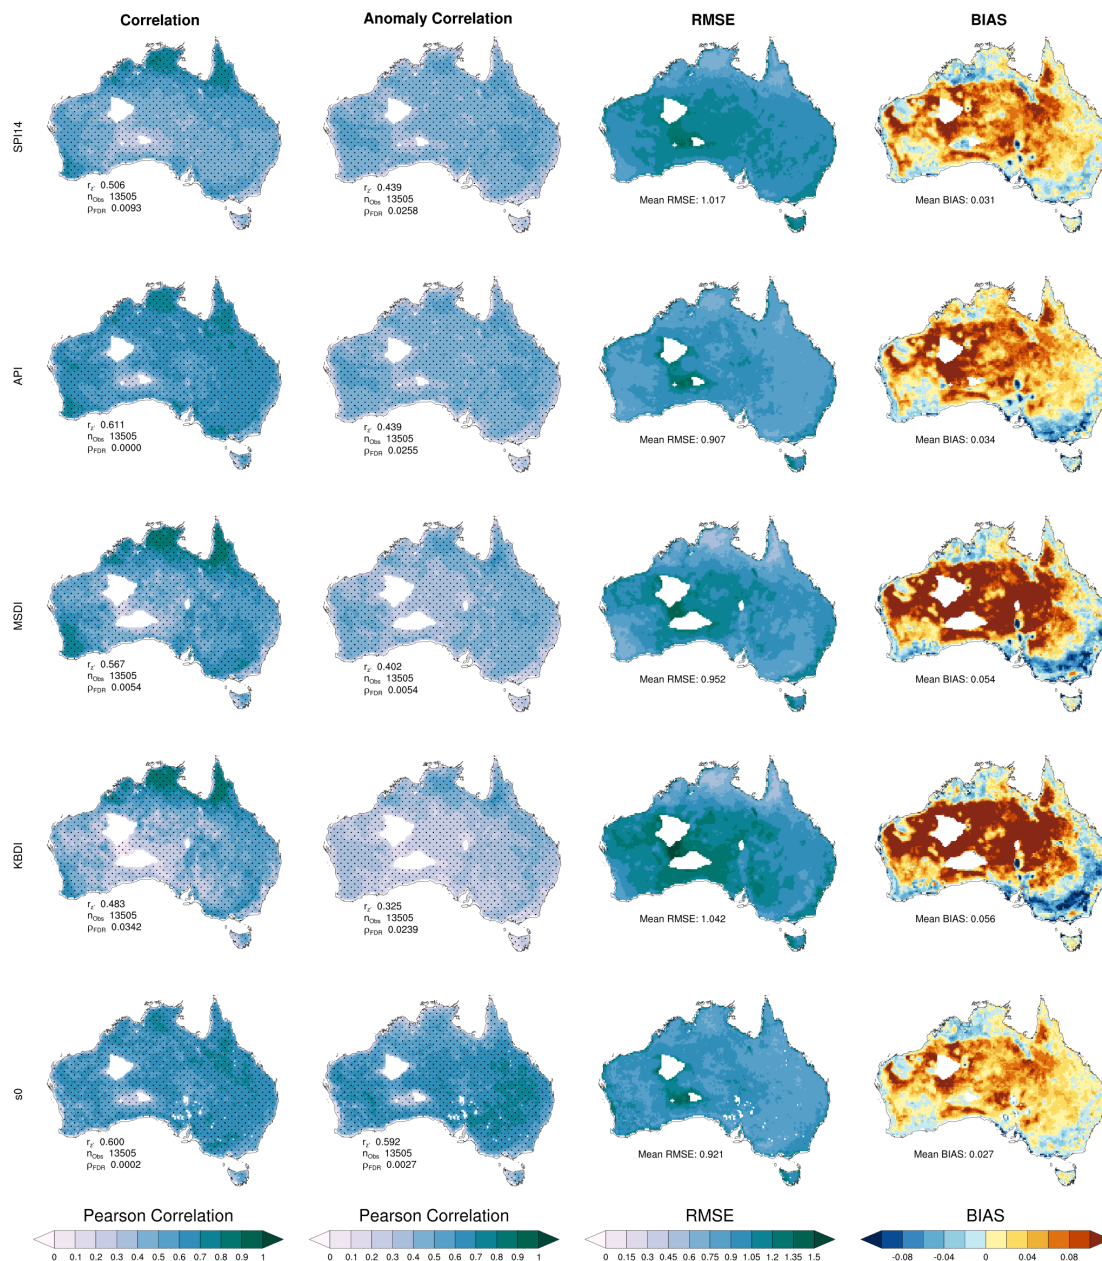 Correlation Anomaly Correlation RMSE BIAS
SPI14
r_z' 0.506
n_Obs 13505
ρ_FDR 0.0093
r_z' 0.439
n_Obs 13505
ρ_FDR 0.0258
Mean RMSE: 1.017
Mean BIAS: 0.031
API
r_z' 0.611
n_Obs 13505
ρ_FDR 0.0000
r_z' 0.439
n_Obs 13505
ρ_FDR 0.0255
Mean RMSE: 0.907
Mean BIAS: 0.034
MSDI
r_z' 0.567
n_Obs 13505
ρ_FDR 0.0054
r_z' 0.402
n_Obs 13505
ρ_FDR 0.0054
Mean RMSE: 0.952
Mean BIAS: 0.054
KBDI
r_z' 0.483
n_Obs 13505
ρ_FDR 0.0342
r_z' 0.325
n_Obs 13505
ρ_FDR 0.0239
Mean RMSE: 1.042
Mean BIAS: 0.056
s0
r_z' 0.600
n_Obs 13505
ρ_FDR 0.0002
r_z' 0.592
n_Obs 13505
ρ_FDR 0.0027
Mean RMSE: 0.921
Mean BIAS: 0.027
Pearson Correlation
0 0.1 0.2 0.3 0.4 0.5 0.6 0.7 0.8 0.9 1
Pearson Correlation
0 0.1 0.2 0.3 0.4 0.5 0.6 0.7 0.8 0.9 1
RMSE
0 0.15 0.3 0.45 0.6 0.75 0.9 1.05 1.2 1.35 1.5
BIAS
-0.08 -0.04 0 0.04 0.08